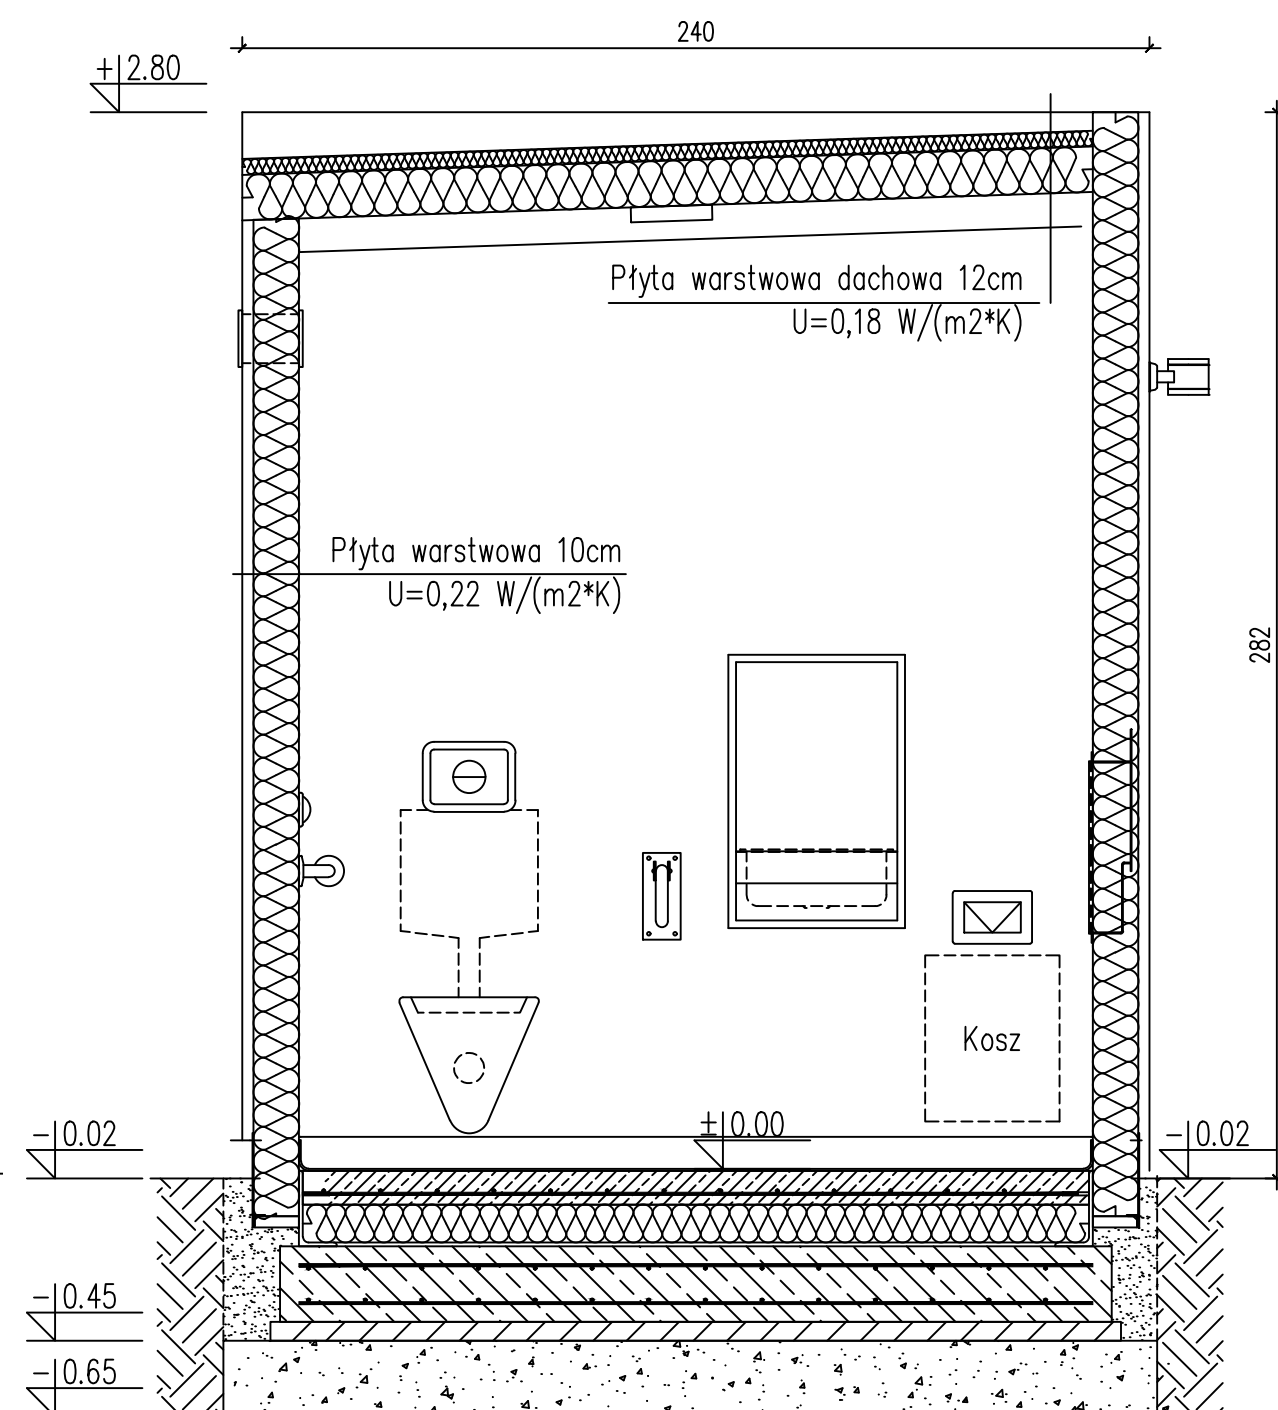 240
+2.80
Płyta warstwowa dachowa 12cm
U=0,18 W/(m2*K)
Płyta warstwowa 10cm
U=0,22 W/(m2*K)
282
Kosz
±0.00
-0.02
-0.02
-0.45
-0.65